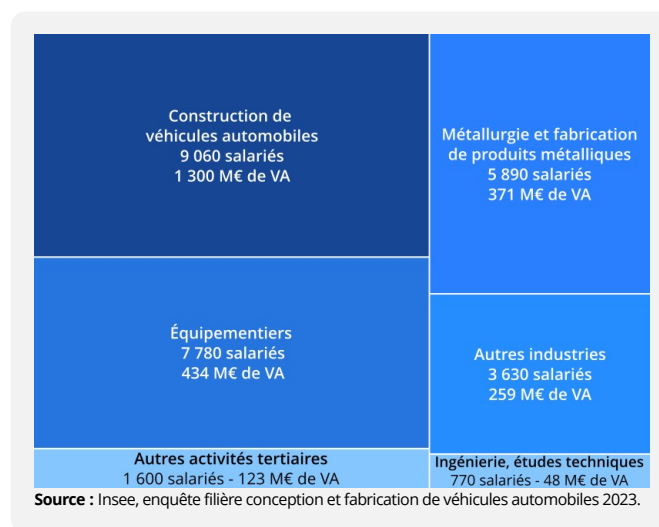 Construction de
véhicules automobiles
9 060 salariés
1 300 M€ de VA
Métallurgie et fabrication
de produits métalliques
5 890 salariés
371 M€ de VA
Équipementiers
7 780 salariés
434 M€ de VA
Autres industries
3 630 salariés
259 M€ de VA
Autres activités tertiaires
1 600 salariés - 123 M€ de VA
Ingénierie, études techniques
770 salariés - 48 M€ de VA
Source : Insee, enquête filière conception et fabrication de véhicules automobiles 2023.